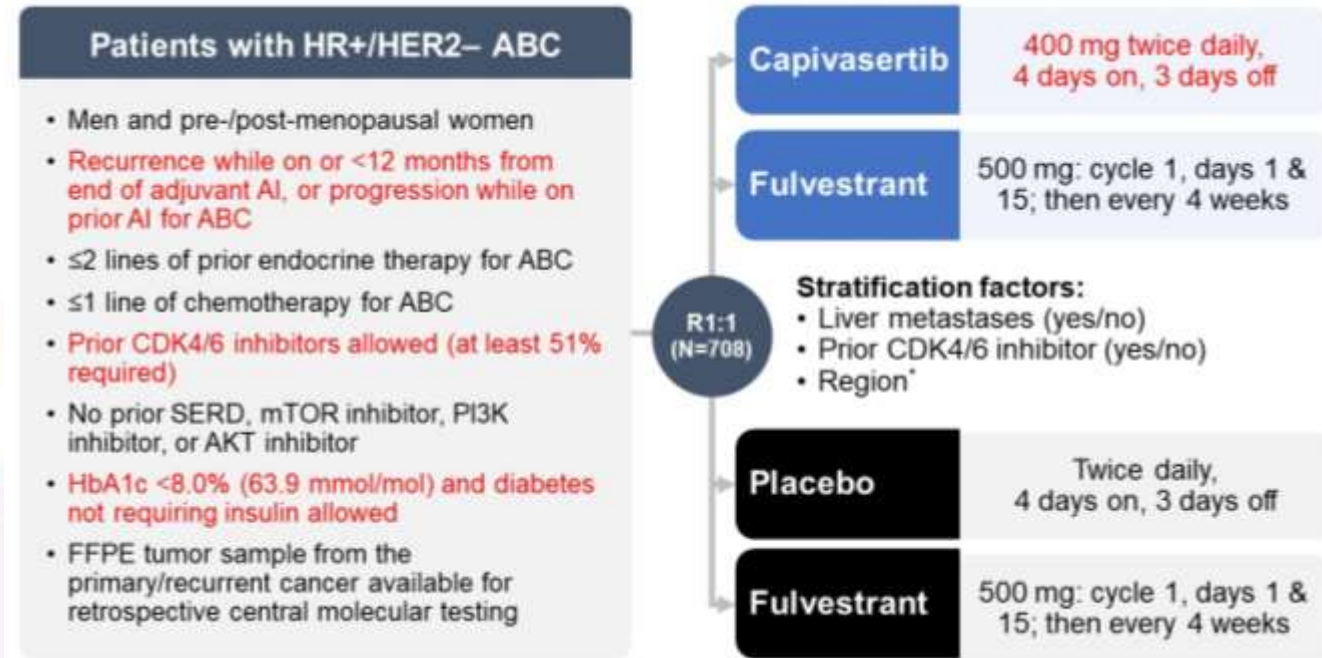 Patients with HR+/HER2– ABC
• Men and pre-/post-menopausal women
• Recurrence while on or <12 months from
end of adjuvant AI, or progression while on
prior AI for ABC
• ≤2 lines of prior endocrine therapy for ABC
• ≤1 line of chemotherapy for ABC
• Prior CDK4/6 inhibitors allowed (at least 51%
required)
• No prior SERD, mTOR inhibitor, PI3K
inhibitor, or AKT inhibitor
• HbA1c <8.0% (63.9 mmol/mol) and diabetes
not requiring insulin allowed
• FFPE tumor sample from the
primary/recurrent cancer available for
retrospective central molecular testing
R1:1
(N=708)
Capivasertib
400 mg twice daily,
4 days on, 3 days off
Fulvestrant
500 mg: cycle 1, days 1 &
15; then every 4 weeks
Stratification factors:
• Liver metastases (yes/no)
• Prior CDK4/6 inhibitor (yes/no)
• Region*
Placebo
Twice daily,
4 days on, 3 days off
Fulvestrant
500 mg: cycle 1, days 1 &
15; then every 4 weeks